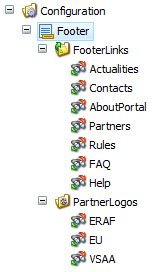 Configuration
Footer
FooterLinks
Actualities
Contacts
AboutPortal
Partners
Rules
FAQ
Help
PartnerLogos
ERAF
EU
VSAA